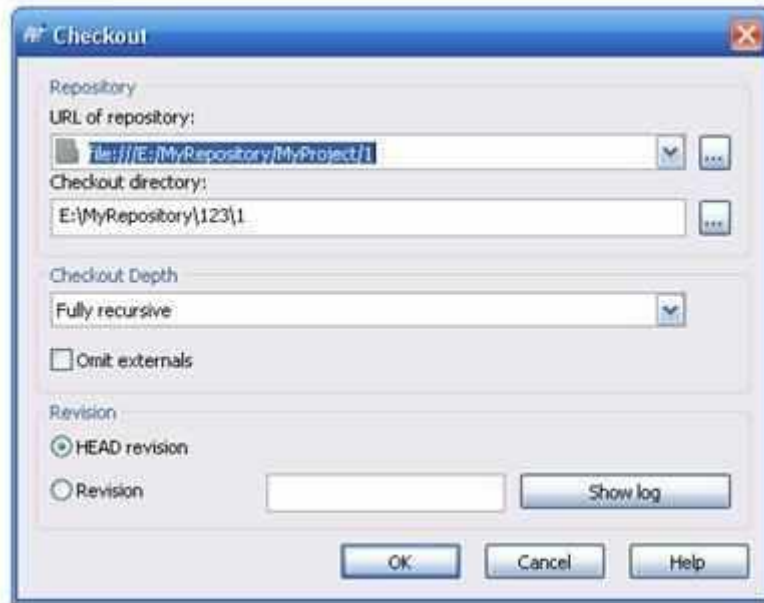 Checkout
Repository
URL of repository:
file:///E:/MyRepository/MyProject/1
...
Checkout directory:
E:\MyRepository\123\1
...
Checkout Depth
Fully recursive
Omit externals
Revision
HEAD revision
Revision
Show log
OK Cancel Help